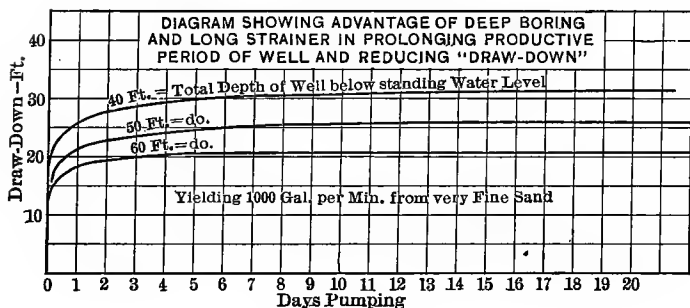 DIAGRAM SHOWING ADVANTAGE OF DEEP BORING
AND LONG STRAINER IN PROLONGING PRODUCTIVE
PERIOD OF WELL AND REDUCING "DRAW-DOWN"
40 Ft. = Total Depth of Well below standing Water Level
50 Ft. = do.
60 Ft. = do.
Yielding 1000 Gal. per Min. from very Fine Sand
Draw-Down-Ft.
40
30
20
10
0 1 2 3 4 5 6 7 8 9 10 11 12 13 14 15 16 17 18 19 20
Days Pumping